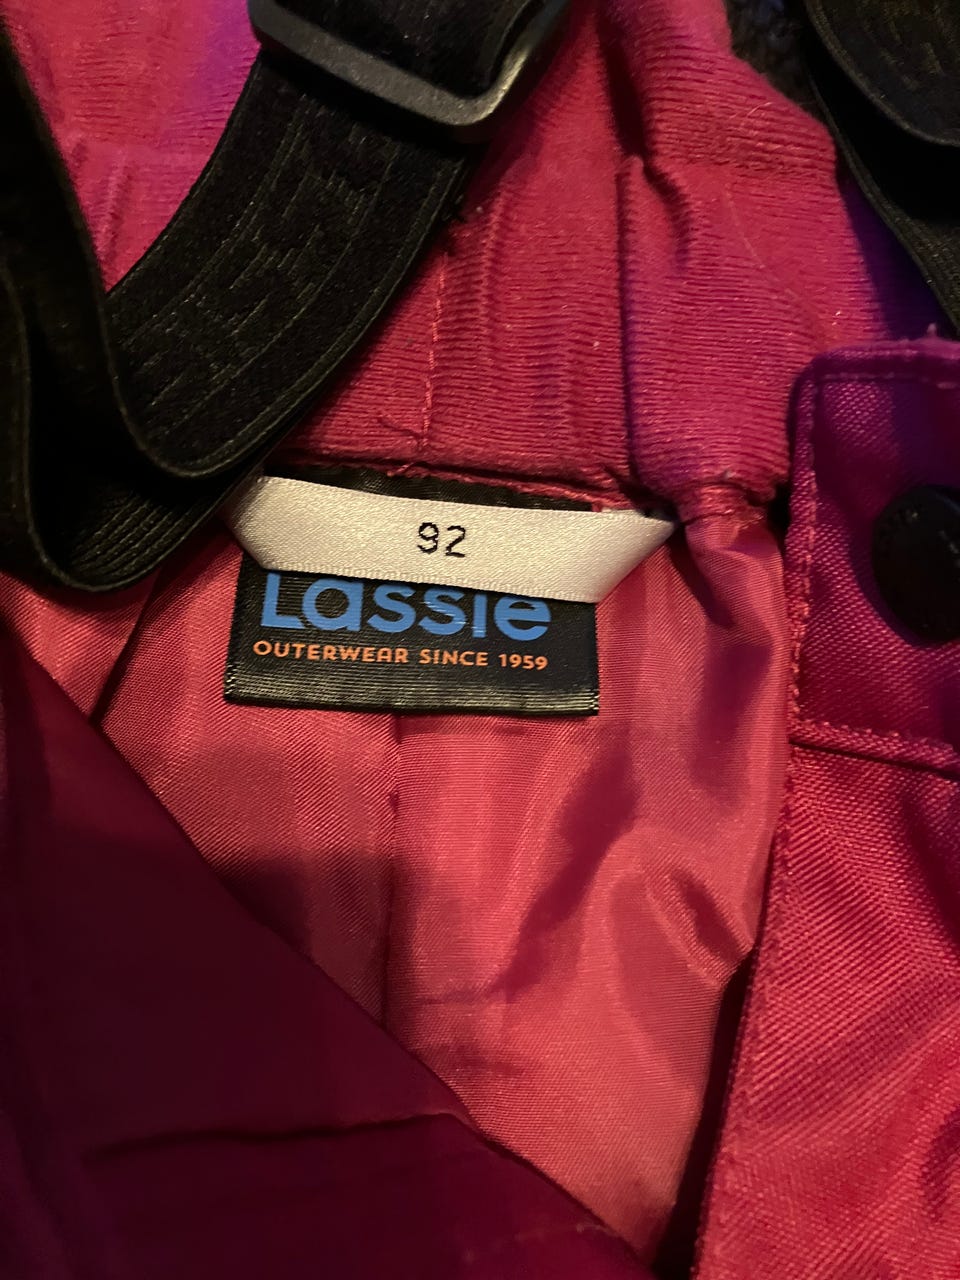 92
Lassie
OUTERWEAR SINCE 1959